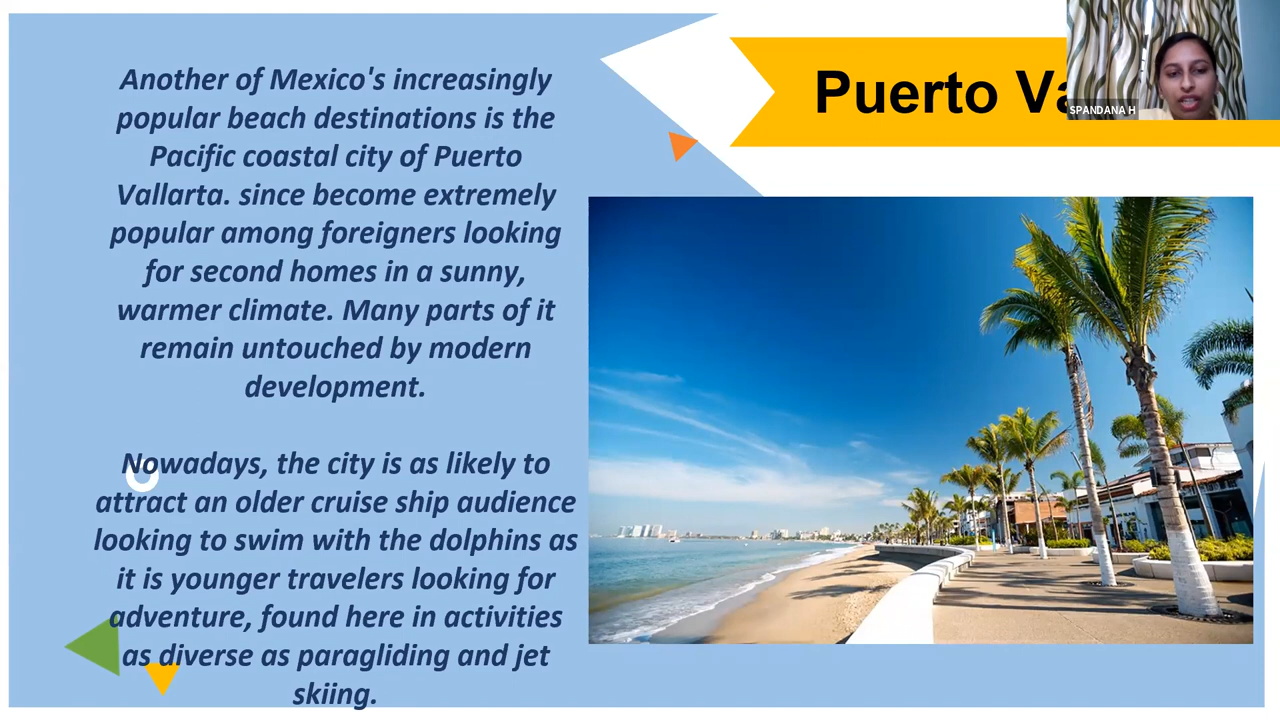 Another of Mexico's increasingly
popular beach destinations is the
Pacific coastal city of Puerto
Vallarta. since become extremely
popular among foreigners looking
for second homes in a sunny,
warmer climate. Many parts of it
remain untouched by modern
development.
Nowadays, the city is as likely to
attract an older cruise ship audience
looking to swim with the dolphins as
it is younger travelers looking for
adventure, found here in activities
as diverse as paragliding and jet
skiing.
Puerto Va
SPANDANA H